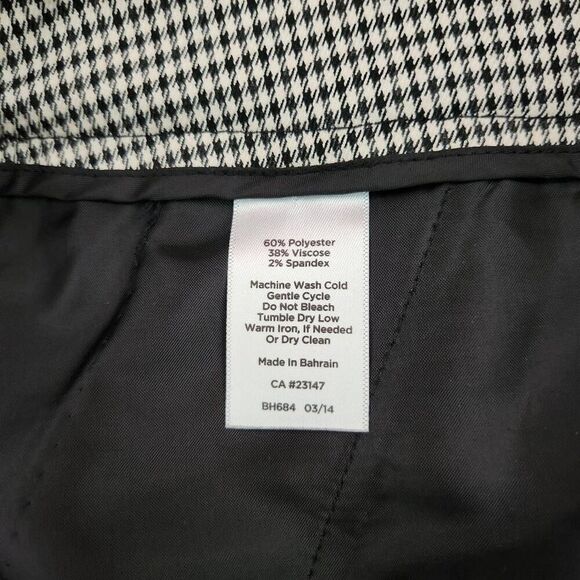 60% Polyester
38% Viscose
2% Spandex
Machine Wash Cold
Gentle Cycle
Do Not Bleach
Tumble Dry Low
Warm Iron, If Needed
Or Dry Clean
Made In Bahrain
CA #23147
BH684 03/14